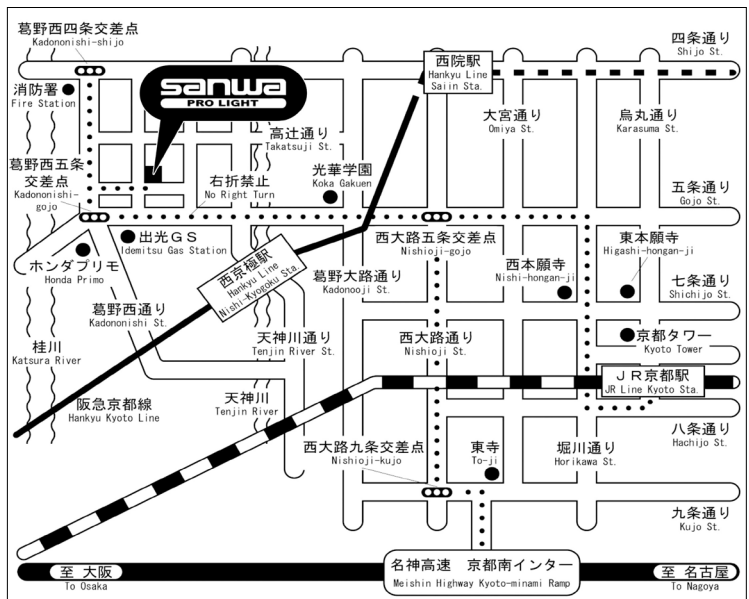 葛野西四条交差点
Kadononishi-shijo
四条通り
Shijo St.
西院駅
Hankyu Line
Saiin Sta.
消防署
Fire Station
sanwa
PRO LIGHT
高辻通り
Takatsuji St.
大宮通り
Omiya St.
烏丸通り
Karasuma St.
葛野西五条
交差点
Kadononishi-
gojo
右折禁止
No Right Turn
光華学園
Koka Gakuen
五条通り
Gojo St.
出光GS
Idemitsu Gas Station
ホンダプリモ
Honda Primo
西京極駅
Hankyu Line
Nishi-Kyogoku Sta.
西大路五条交差点
Nishioji-gojo
葛野大路通り
Kadonooji St.
西本願寺
Nishi-hongan-ji
東本願寺
Higashi-hongan-ji
七条通り
Shichijo St.
葛野西通り
Kadononishi St.
天神川通り
Tenjin River St.
西大路通り
Nishioji St.
京都タワー
Kyoto Tower
桂川
Katsura River
JR京都駅
JR Line Kyoto Sta.
阪急京都線
Hankyu Kyoto Line
天神川
Tenjin River
八条通り
Hachijo St.
西大路九条交差点
Nishioji-kujo
東寺
To-ji
堀川通り
Horikawa St.
九条通り
Kujo St.
名神高速 京都南インター
Meishin Highway Kyoto-minami Ramp
至 大阪
To Osaka
至 名古屋
To Nagoya